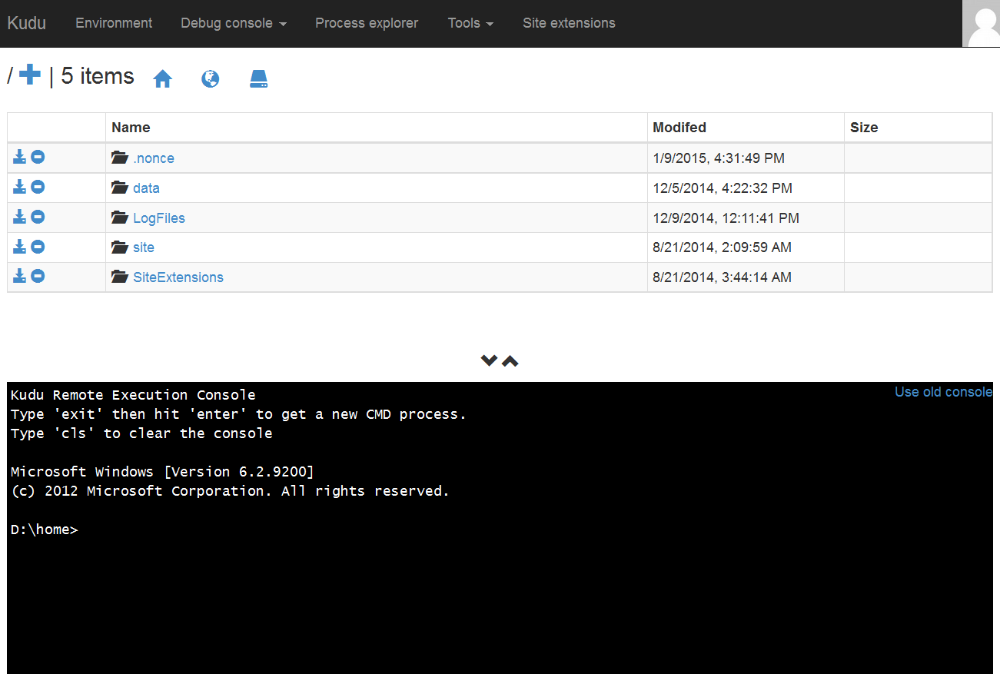 Kudu Environment Debug console Process explorer Tools Site extensions
/ | 5 items
Name Modifed Size
.nonce 1/9/2015, 4:31:49 PM
data 12/5/2014, 4:22:32 PM
LogFiles 12/9/2014, 12:11:41 PM
site 8/21/2014, 2:09:59 AM
SiteExtensions 8/21/2014, 3:44:14 AM
Use old console
Kudu Remote Execution Console
Type 'exit' then hit 'enter' to get a new CMD process.
Type 'cls' to clear the console
Microsoft Windows [Version 6.2.9200]
(c) 2012 Microsoft Corporation. All rights reserved.
D:\home>